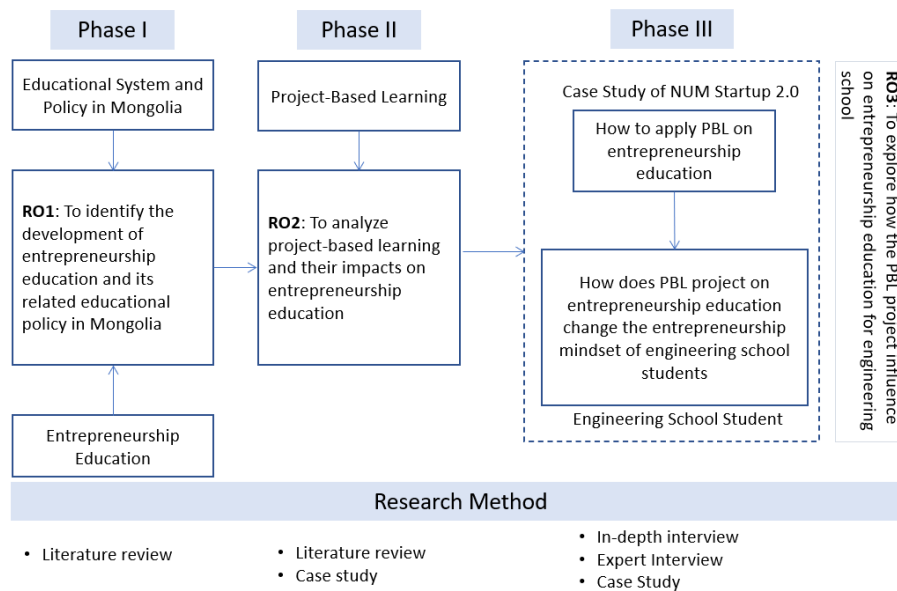 Phase I
Phase II
Phase III
Educational System and
Policy in Mongolia
Project-Based Learning
Case Study of NUM Startup 2.0
How to apply PBL on
entrepreneurship
education
RO1: To identify the
development of
entrepreneurship
education and its
related educational
policy in Mongolia
RO2: To analyze
project-based learning
and their impacts on
entrepreneurship
education
How does PBL project on
entrepreneurship education
change the entrepreneurship
mindset of engineering school
students
Engineering School Student
RO3: To explore how the PBL project influence
on entrepreneurship education for engineering
school
Entrepreneurship
Education
Research Method
• Literature review
• Literature review
• Case study
• In-depth interview
• Expert Interview
• Case Study